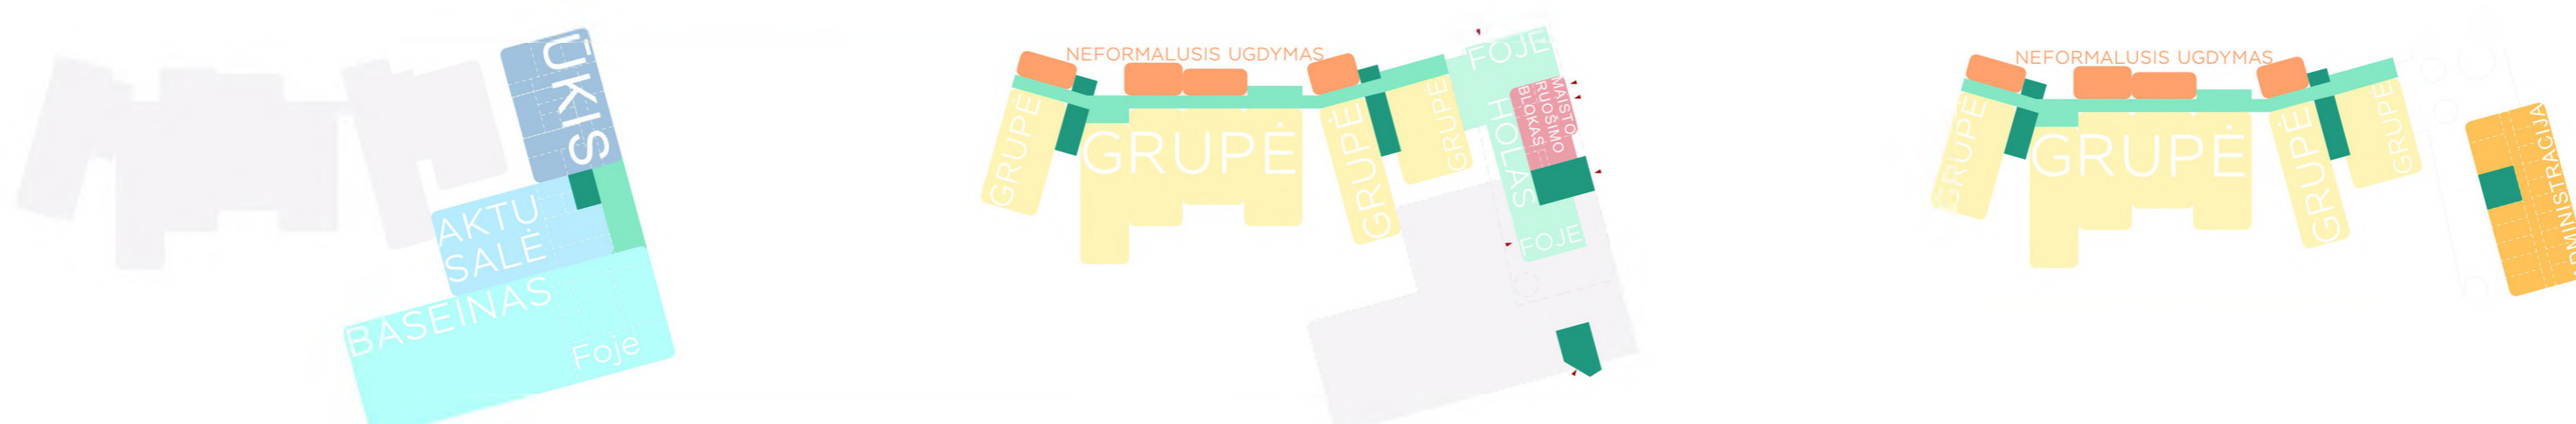 ŪKIS
AKTŲ
SALĖ
BASEINAS
Foje
NEFORMALUSIS UGDYMAS
GRUPĖ
GRUPĖ
GRUPĖ
GRUPĖ
FOJE
MAISTO
RUOŠIMO
BLOKAS
HOLAS
FOJE
NEFORMALUSIS UGDYMAS
GRUPĖ
GRUPĖ
GRUPĖ
GRUPĖ
ADMINISTRACIJA